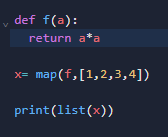 def f(a):
    return a*a
x= map(f,[1,2,3,4])
print(list(x))